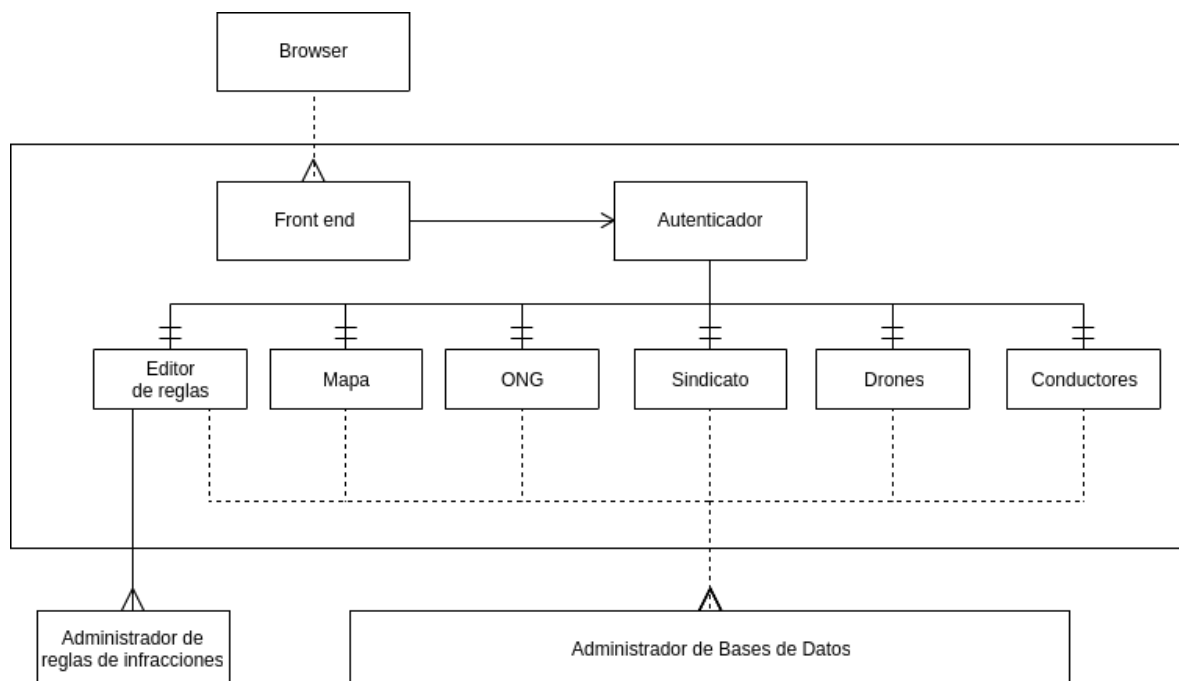 Browser
Front end
Autenticador
Editor
de reglas
Mapa
ONG
Sindicato
Drones
Conductores
Administrador de
reglas de infracciones
Administrador de Bases de Datos